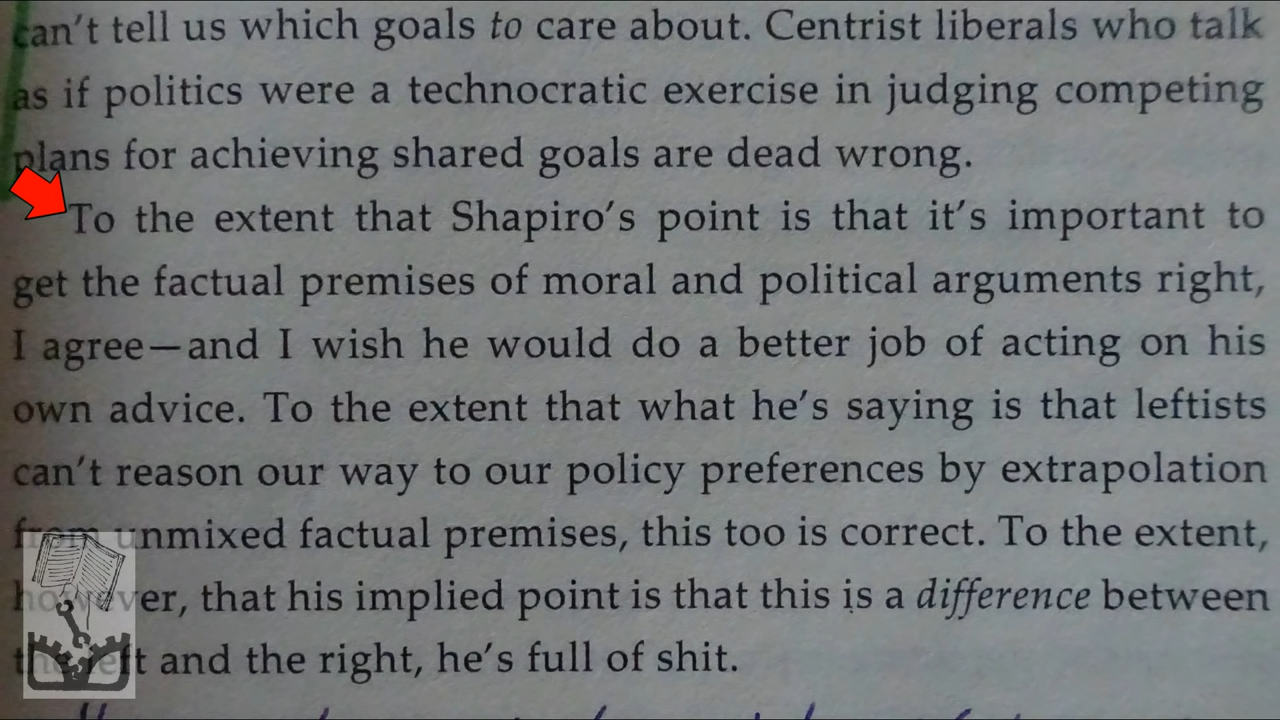 can't tell us which goals to care about. Centrist liberals who talk
as if politics were a technocratic exercise in judging competing
plans for achieving shared goals are dead wrong.
To the extent that Shapiro's point is that it's important to
get the factual premises of moral and political arguments right,
I agree—and I wish he would do a better job of acting on his
own advice. To the extent that what he's saying is that leftists
can't reason our way to our policy preferences by extrapolation
from unmixed factual premises, this too is correct. To the extent,
however, that his implied point is that this is a difference between
the left and the right, he's full of shit.